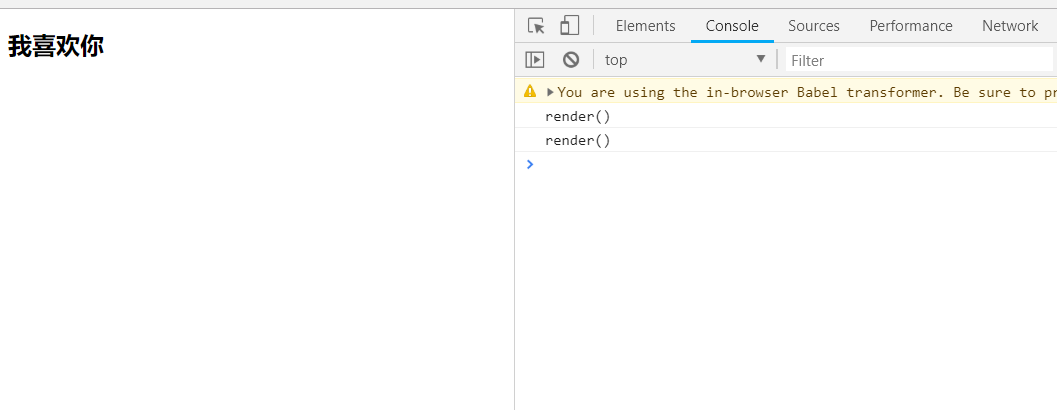 我喜欢你
Elements Console Sources Performance Network
top Filter
You are using the in-browser Babel transformer. Be sure to pr
render()
render()